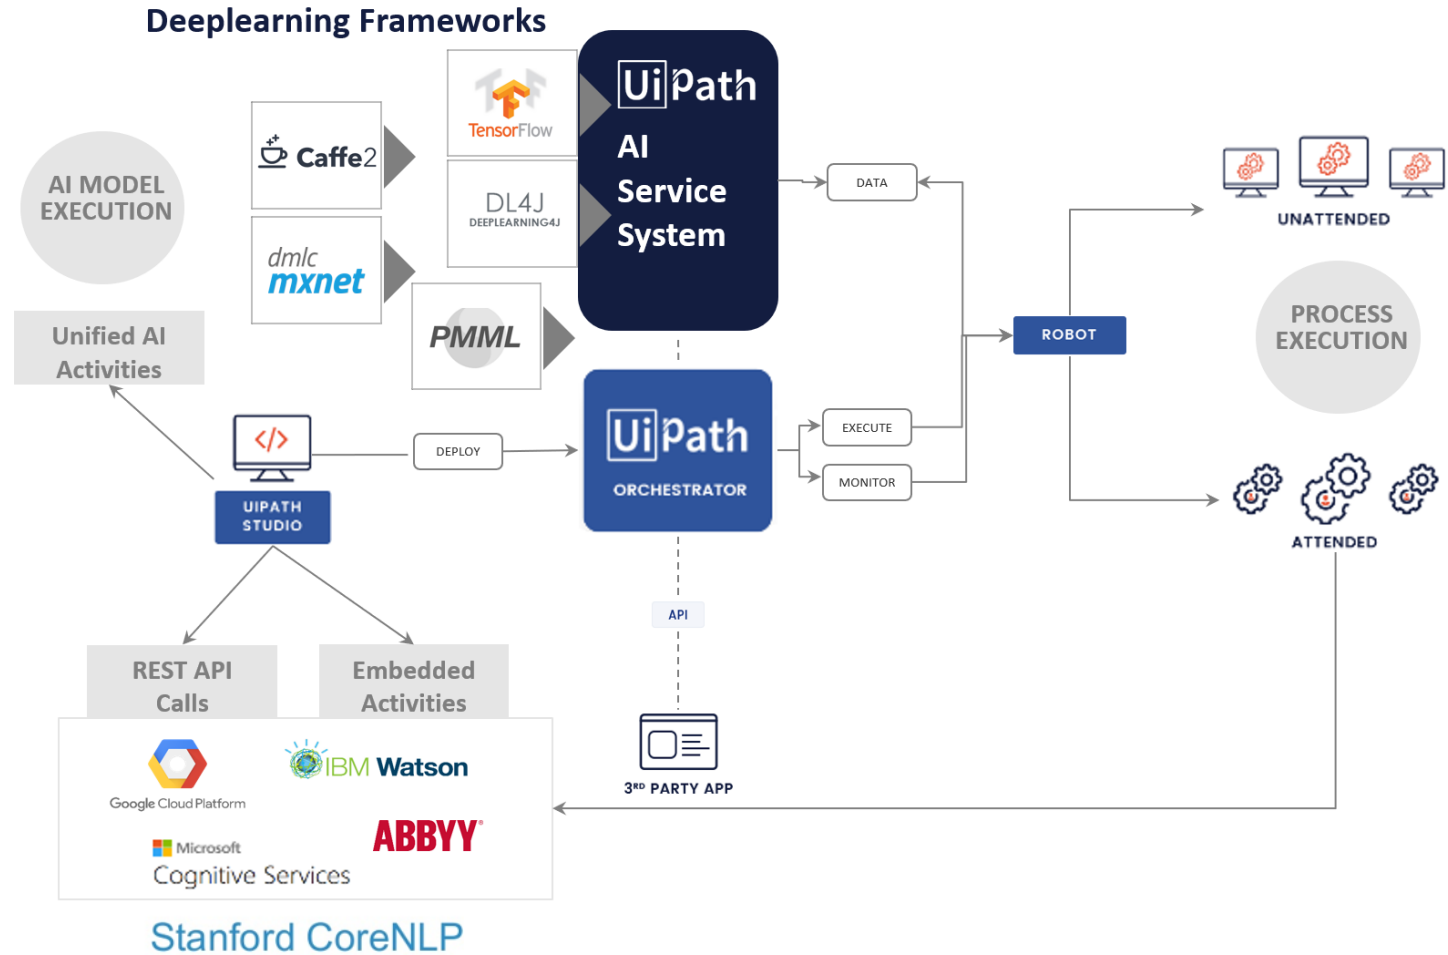 Deeplearning Frameworks
TensorFlow
Caffe2
DL4J
DEEPLEARNING4J
dmlc
mxnet
PMML
UiPath
AI
Service
System
AI MODEL
EXECUTION
Unified AI
Activities
DATA
UNATTENDED
ROBOT
PROCESS
EXECUTION
</>
UIPATH
STUDIO
DEPLOY
UiPath
ORCHESTRATOR
EXECUTE
MONITOR
ATTENDED
API
3RD PARTY APP
REST API
Calls
Embedded
Activities
Google Cloud Platform
IBM Watson
ABBYY®
Microsoft
Cognitive Services
Stanford CoreNLP